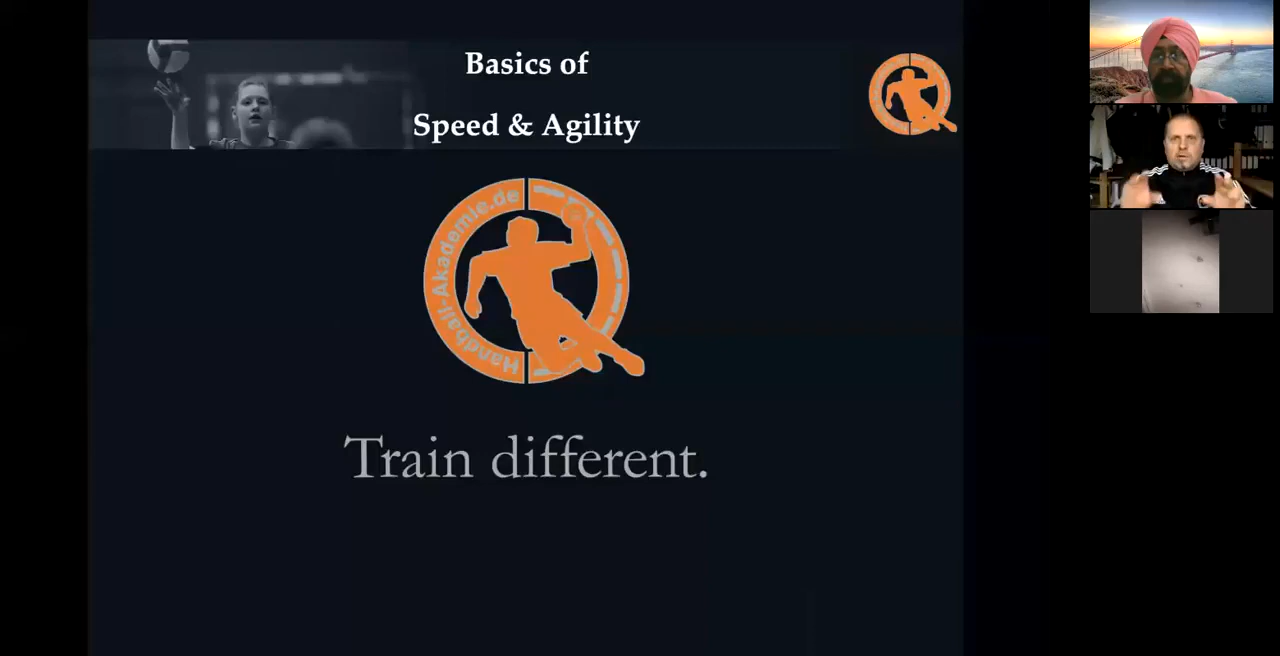 Basics of
Speed & Agility
Handball-Akademie.de
Train different.